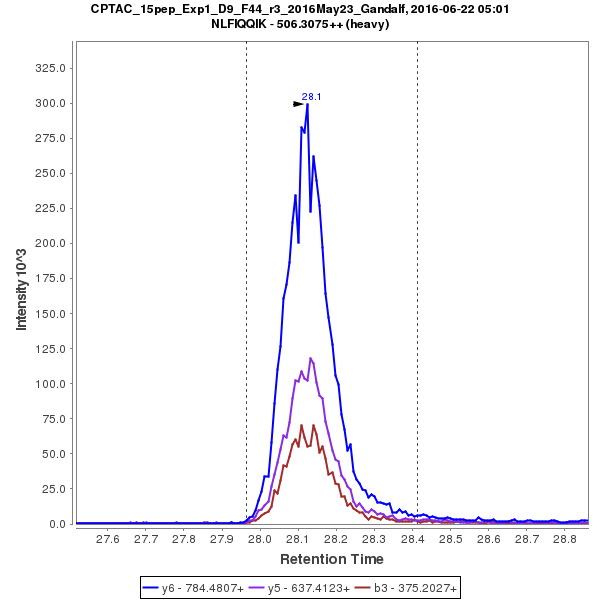 CPTAC_15pep_Exp1_D9_F44_r3_2016May23_Gandalf, 2016-06-22 05:01
NLFIQQIK - 506.3075++ (heavy)
28.1
325.0
300.0
275.0
250.0
225.0
200.0
175.0
150.0
125.0
100.0
75.0
50.0
25.0
0.0
Intensity 10^3
27.6 27.7 27.8 27.9 28.0 28.1 28.2 28.3 28.4 28.5 28.6 28.7 28.8
Retention Time
y6 - 784.4807+ y5 - 637.4123+ b3 - 375.2027+